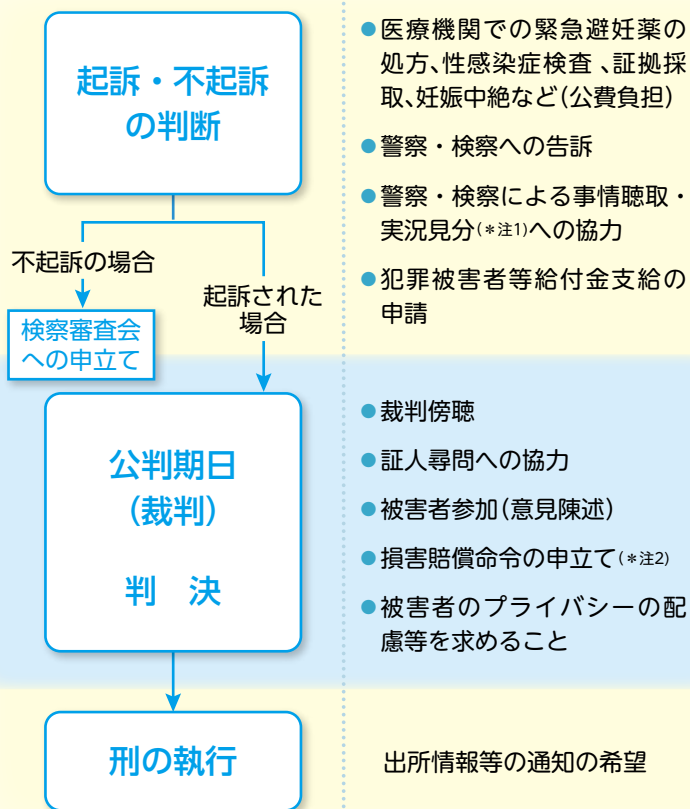 起訴・不起訴
の判断
不起訴の場合
起訴された
場合
検察審査会
への申立て
公判期日
(裁判)
判　決
刑の執行
●医療機関での緊急避妊薬の
処方、性感染症検査 、証拠採
取、妊娠中絶など(公費負担)
●警察・検察への告訴
●警察・検察による事情聴取・
実況見分(*注1)への協力
●犯罪被害者等給付金支給の
申請
●裁判傍聴
●証人尋問への協力
●被害者参加(意見陳述)
●損害賠償命令の申立て(*注2)
●被害者のプライバシーの配
慮等を求めること
出所情報等の通知の希望